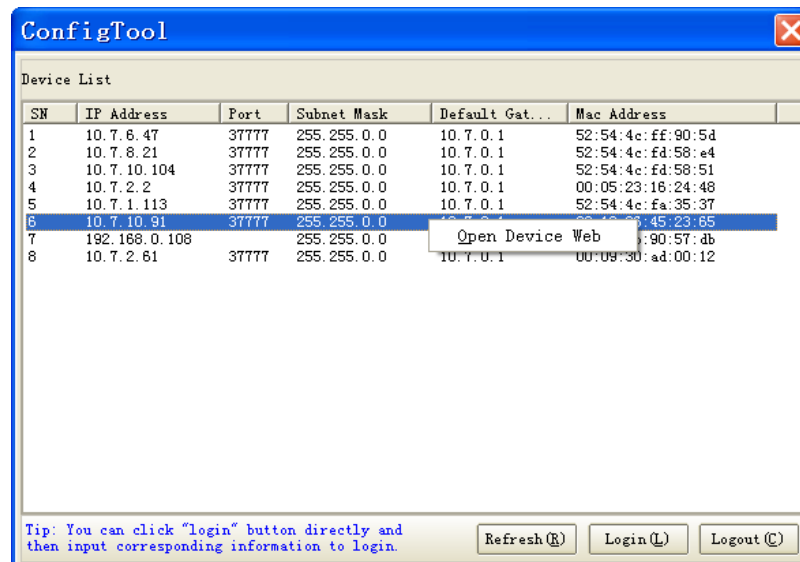 ConfigTool
Device List
SN IP Address Port Subnet Mask Default Gat... Mac Address
1 10.7.6.47 37777 255.255.0.0 10.7.0.1 52:54:4c:ff:90:5d
2 10.7.8.21 37777 255.255.0.0 10.7.0.1 52:54:4c:fd:58:e4
3 10.7.10.104 37777 255.255.0.0 10.7.0.1 52:54:4c:fd:58:51
4 10.7.2.2 37777 255.255.0.0 10.7.0.1 00:05:23:16:24:48
5 10.7.1.113 37777 255.255.0.0 10.7.0.1 52:54:4c:fa:35:37
6 10.7.10.91 37777 255.255.0.0 :45:23:65
7 192.168.0.108 255.255.0.0 Open Device Web :90:57:db
8 10.7.2.61 37777 255.255.0.0 10.7.0.1 00:09:30:ad:00:12
Tip: You can click "login" button directly and
then input corresponding information to login.
Refresh(R) Login(L) Logout(C)